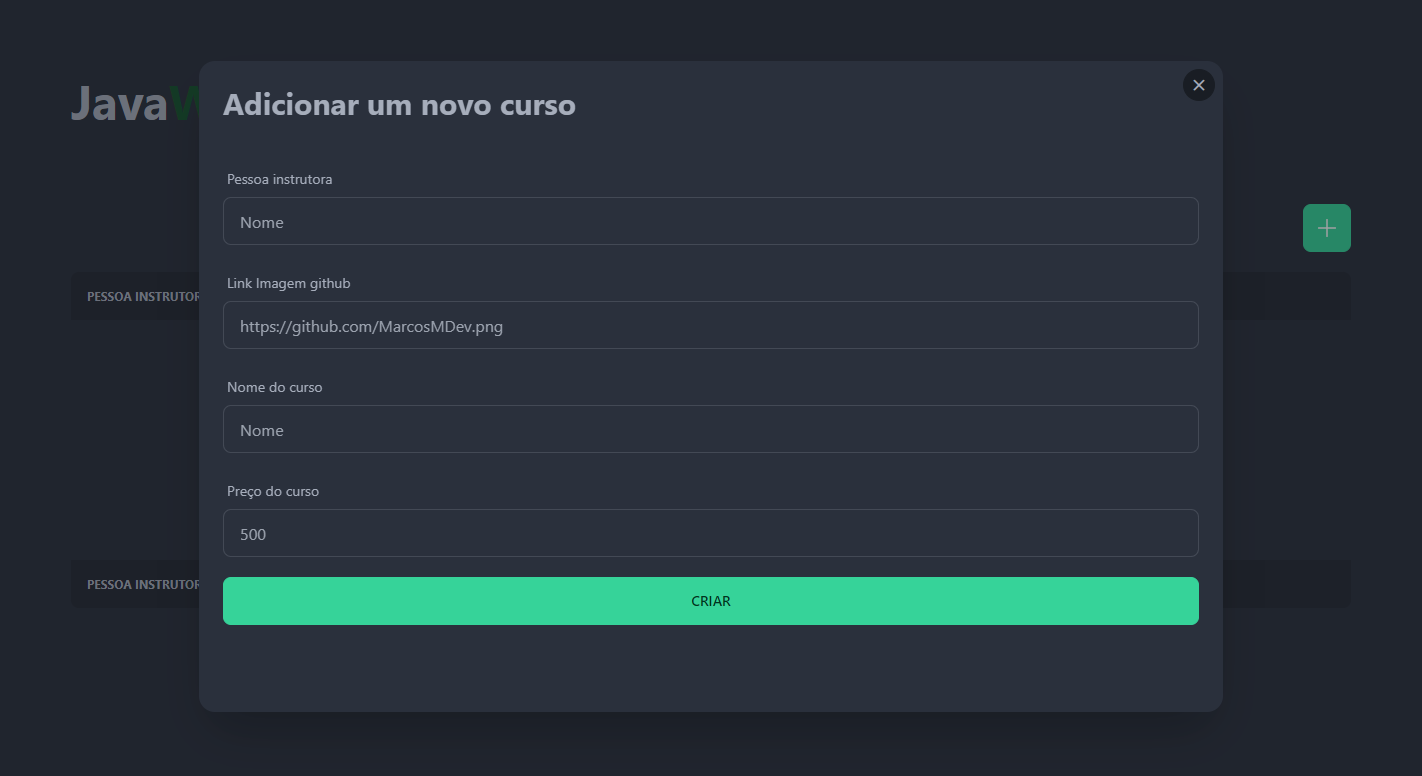 JavaW
Adicionar um novo curso
Pessoa instrutora
Nome
Link Imagem github
https://github.com/MarcosMDev.png
PESSOA INSTRUTOR
Nome do curso
Nome
Preço do curso
500
PESSOA INSTRUTOR
CRIAR